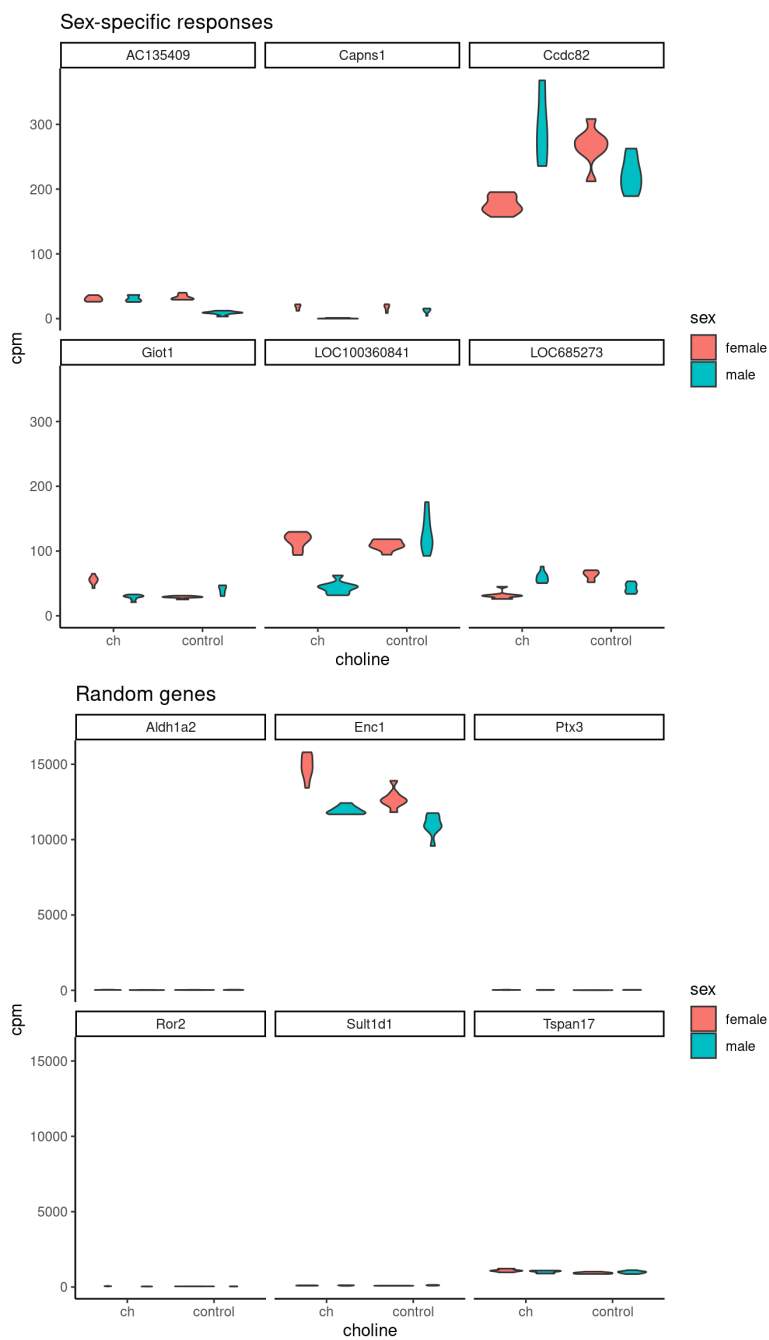 Sex-specific responses
AC135409 Capns1 Ccdc82
300
200
100
0
Giot1 LOC100360841 LOC685273
300
200
100
0
ch control ch control ch control
choline
cpm
sex
female
male
Random genes
Aldh1a2 Enc1 Ptx3
15000
10000
5000
0
Ror2 Sult1d1 Tspan17
15000
10000
5000
0
ch control ch control ch control
choline
cpm
sex
female
male